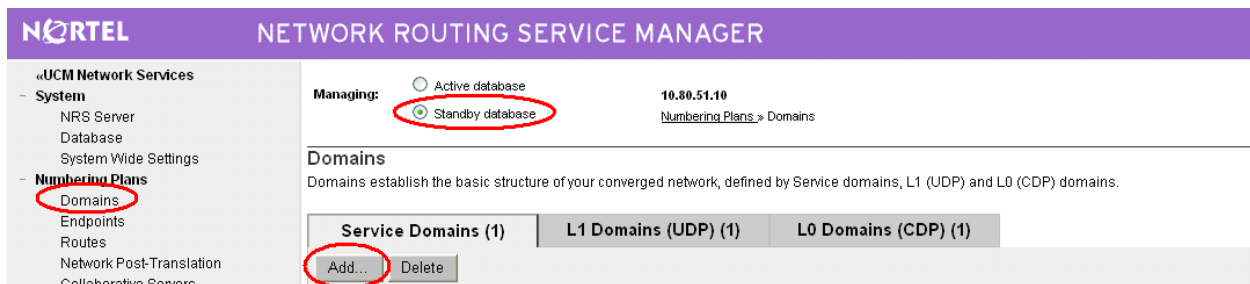 NORTEL NETWORK ROUTING SERVICE MANAGER
«UCM Network Services
- System
NRS Server
Database
System Wide Settings
- Numbering Plans
Domains
Endpoints
Routes
Network Post-Translation
Collaborative Servers
Managing: Active database
Standby database
10.80.51.10
Numbering Plans » Domains
Domains
Domains establish the basic structure of your converged network, defined by Service domains, L1 (UDP) and L0 (CDP) domains.
Service Domains (1) L1 Domains (UDP) (1) L0 Domains (CDP) (1)
Add... Delete